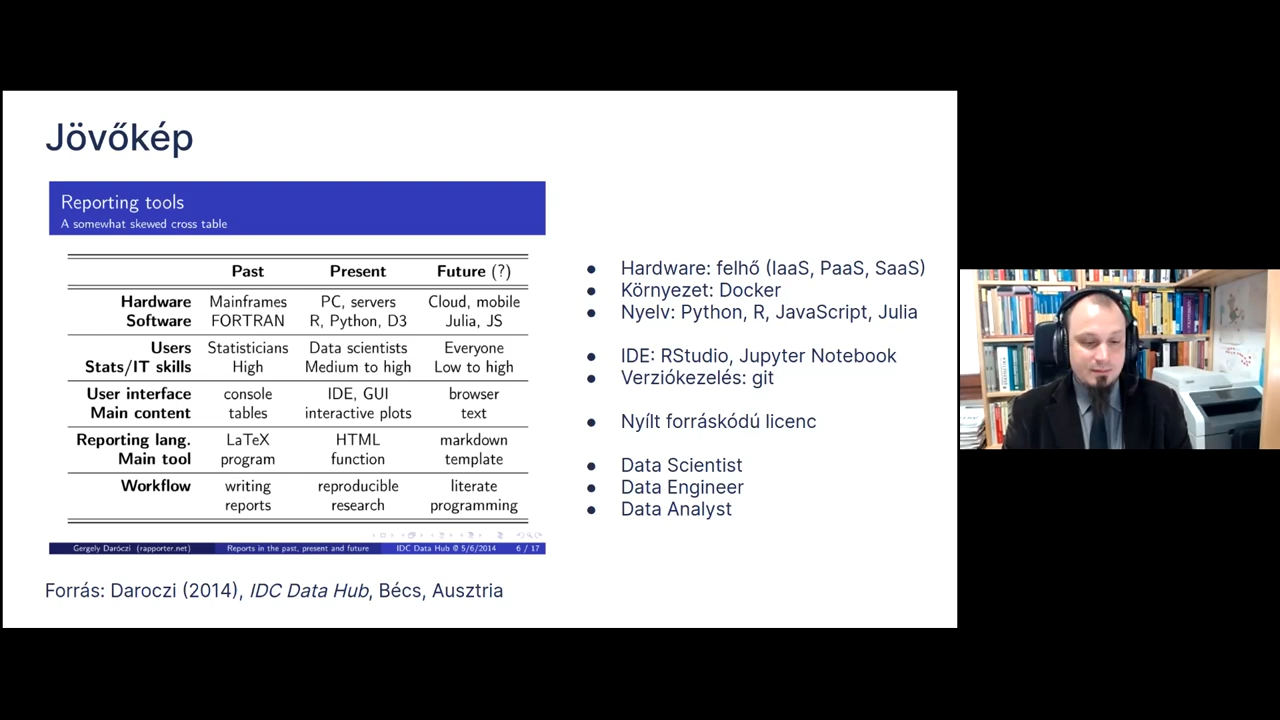 Jövőkép
Reporting tools
A somewhat skewed cross table
Past Present Future (?)
Hardware Mainframes PC, servers Cloud, mobile
Software FORTRAN R, Python, D3 Julia, JS
Users Statisticians Data scientists Everyone
Stats/IT skills High Medium to high Low to high
User interface console IDE, GUI browser
Main content tables interactive plots text
Reporting lang. LaTeX HTML markdown
Main tool program function template
Workflow writing reproducible literate
reports research programming
Gergely Daróczi (rapporter.net) Reports in the past, present and future IDC Data Hub @ 5/6/2014 6 / 17
Forrás: Daroczi (2014), IDC Data Hub, Bécs, Ausztria
● Hardware: felhő (IaaS, PaaS, SaaS)
● Környezet: Docker
● Nyelv: Python, R, JavaScript, Julia
● IDE: RStudio, Jupyter Notebook
● Verziókezelés: git
● Nyílt forráskódú licenc
● Data Scientist
● Data Engineer
● Data Analyst